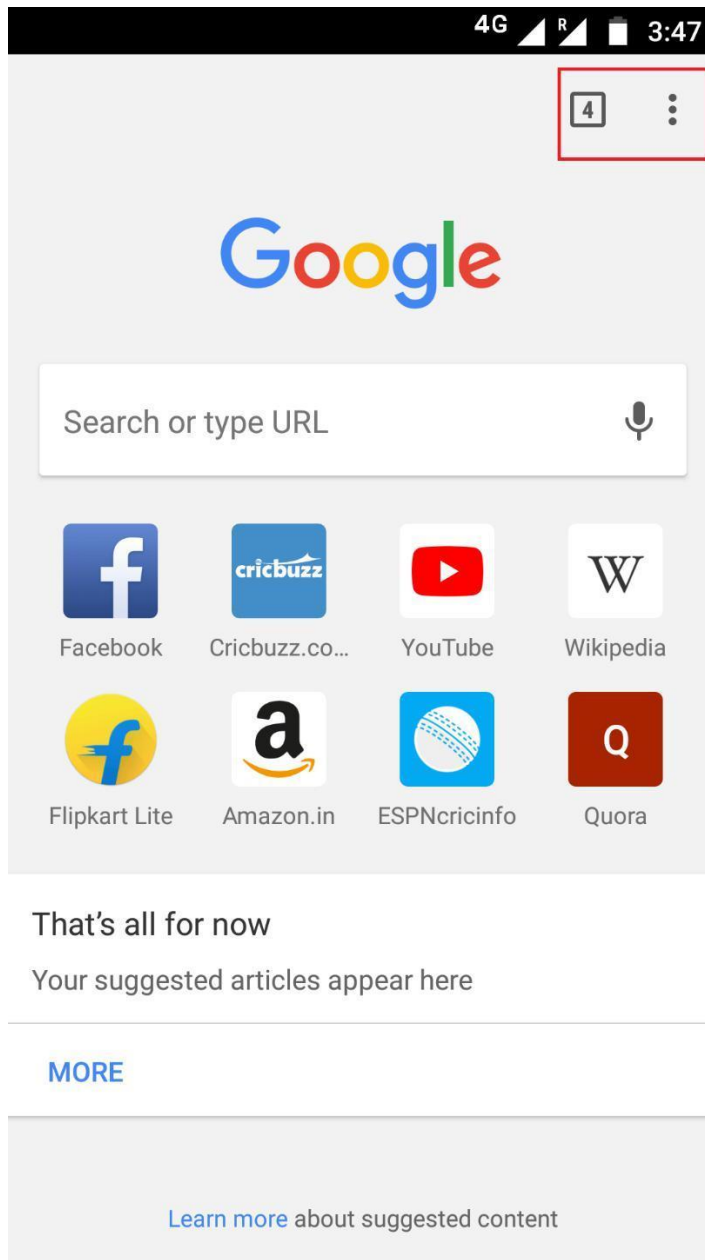 4G R 3:47
4
Google
Search or type URL
f cricbuzz W
Facebook Cricbuzz.co... YouTube Wikipedia
f a Q
Flipkart Lite Amazon.in ESPNcricinfo Quora
That's all for now
Your suggested articles appear here
MORE
Learn more about suggested content